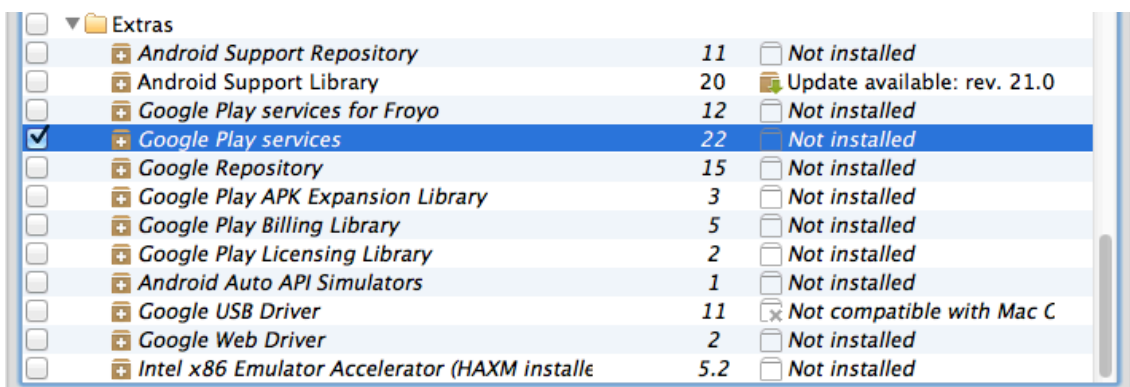 Extras
Android Support Repository 11 Not installed
Android Support Library 20 Update available: rev. 21.0
Google Play services for Froyo 12 Not installed
Google Play services 22 Not installed
Google Repository 15 Not installed
Google Play APK Expansion Library 3 Not installed
Google Play Billing Library 5 Not installed
Google Play Licensing Library 2 Not installed
Android Auto API Simulators 1 Not installed
Google USB Driver 11 Not compatible with Mac
Google Web Driver 2 Not installed
Intel x86 Emulator Accelerator (HAXM installe 5.2 Not installed